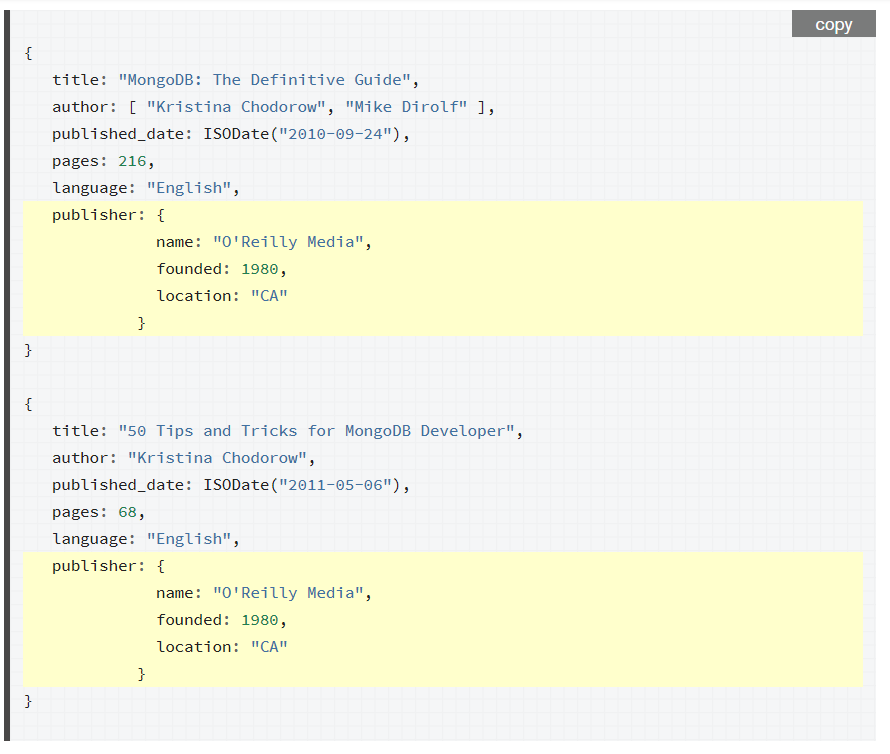 copy
{
title: "MongoDB: The Definitive Guide",
author: [ "Kristina Chodorow", "Mike Dirolf" ],
published_date: ISODate("2010-09-24"),
pages: 216,
language: "English",
publisher: {
name: "O'Reilly Media",
founded: 1980,
location: "CA"
}
}
{
title: "50 Tips and Tricks for MongoDB Developer",
author: "Kristina Chodorow",
published_date: ISODate("2011-05-06"),
pages: 68,
language: "English",
publisher: {
name: "O'Reilly Media",
founded: 1980,
location: "CA"
}
}